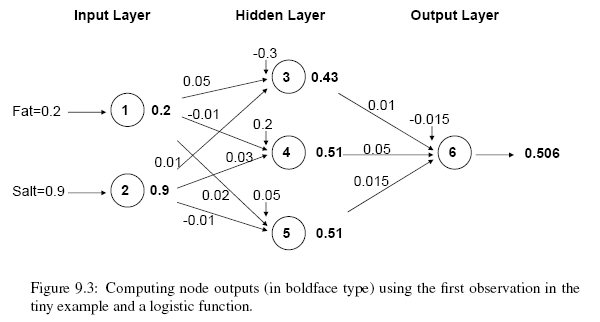 Input Layer Hidden Layer Output Layer
-0.3
3 0.43
0.05
Fat=0.2 1 0.2 -0.01 0.01
0.2 -0.015
4 0.51 0.05 6 0.506
0.01 0.03
Salt=0.9 2 0.9 0.02 0.05 0.015
-0.01
5 0.51
Figure 9.3: Computing node outputs (in boldface type) using the first observation in the
tiny example and a logistic function.